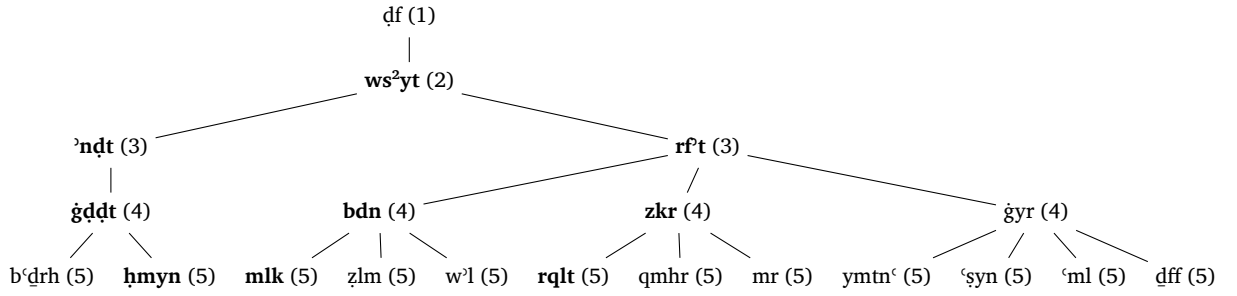 ḍf (1)
ws²yt (2)
ʾnḍt (3) rfʾt (3)
ġḍḍt (4) bdn (4) zkr (4) ġyr (4)
bʿḏrh (5) ḥmyn (5) mlk (5) ẓlm (5) wʾl (5) rqlt (5) qmhr (5) mr (5) ymtnʿ (5) ʿṣyn (5) ʿml (5) ḏff (5)